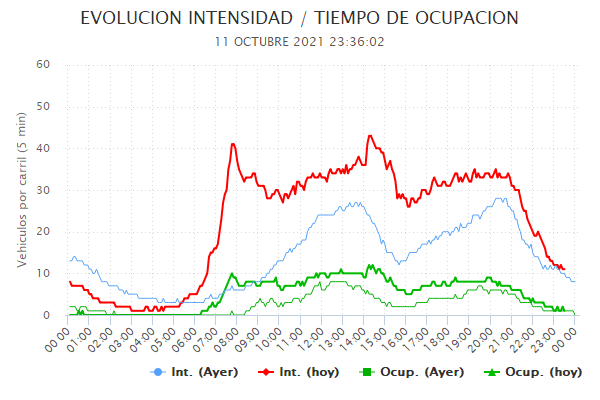 EVOLUCION INTENSIDAD / TIEMPO DE OCUPACION
11 OCTUBRE 2021 23:36:02
Vehiculos por carril (5 min)
60
50
40
30
20
10
0
00:00 01:00 02:00 03:00 04:00 05:00 06:00 07:00 08:00 09:00 10:00 11:00 12:00 13:00 14:00 15:00 16:00 17:00 18:00 19:00 20:00 21:00 22:00 23:00 00:00
Int. (Ayer) Int. (hoy) Ocup. (Ayer) Ocup. (hoy)